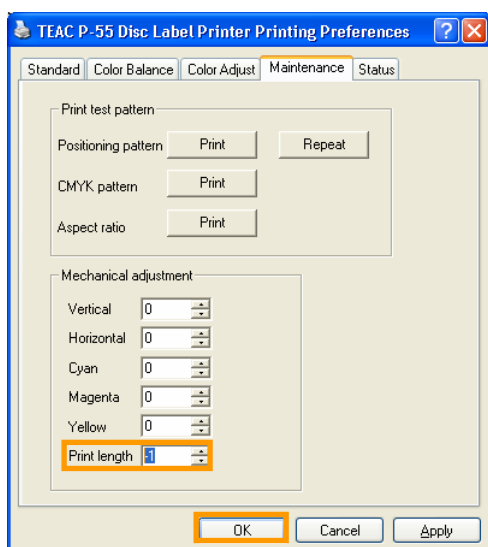 TEAC P-55 Disc Label Printer Printing Preferences
Standard Color Balance Color Adjust Maintenance Status
Print test pattern
Positioning pattern Print Repeat
CMYK pattern Print
Aspect ratio Print
Mechanical adjustment
Vertical 0
Horizontal 0
Cyan 0
Magenta 0
Yellow 0
Print length -1
OK Cancel Apply